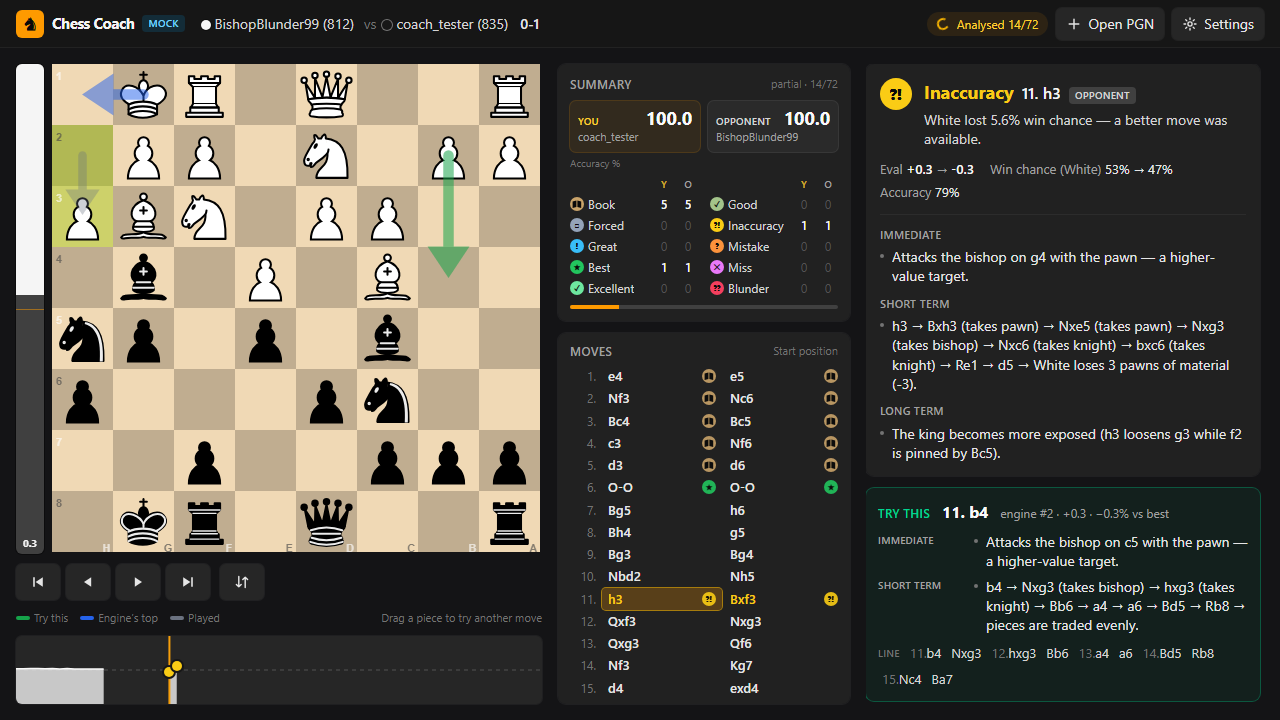 Chess Coach MOCK BishopBlunder99 (812) vs coach_tester (835) 0-1 Analysed 14/72 Open PGN Settings
1
2
3
4
5
6
7
8
H G F E D C B A
0.3
Try this Engine's top Played Drag a piece to try another move
SUMMARY partial · 14/72
YOU 100.0 OPPONENT 100.0
coach_tester BishopBlunder99
Accuracy %
Y O Y O
Book 5 5 Good 0 0
Forced 0 0 Inaccuracy 1 1
Great 0 0 Mistake 0 0
Best 1 1 Miss 0 0
Excellent 0 0 Blunder 0 0
MOVES Start position
1. e4 e5
2. Nf3 Nc6
3. Bc4 Bc5
4. c3 Nf6
5. d3 d6
6. O-O O-O
7. Bg5 h6
8. Bh4 g5
9. Bg3 Bg4
10. Nbd2 Nh5
11. h3 ?! Bxf3 ?!
12. Qxf3 Nxg3
13. Qxg3 Qf6
14. Nf3 Kg7
15. d4 exd4
?! Inaccuracy 11. h3 OPPONENT
White lost 5.6% win chance — a better move was
available.
Eval +0.3 → -0.3 Win chance (White) 53% → 47%
Accuracy 79%
IMMEDIATE
• Attacks the bishop on g4 with the pawn — a higher-
value target.
SHORT TERM
• h3 → Bxh3 (takes pawn) → Nxe5 (takes pawn) → Nxg3
(takes bishop) → Nxc6 (takes knight) → bxc6 (takes
knight) → Re1 → d5 → White loses 3 pawns of material
(-3).
LONG TERM
• The king becomes more exposed (h3 loosens g3 while f2
is pinned by Bc5).
TRY THIS 11. b4 engine #2 · +0.3 · −0.3% vs best
IMMEDIATE • Attacks the bishop on c5 with the pawn —
a higher-value target.
SHORT TERM • b4 → Nxg3 (takes bishop) → hxg3 (takes
knight) → Bb6 → a4 → a6 → Bd5 → Rb8 →
pieces are traded evenly.
LINE 11.b4 Nxg3 12.hxg3 Bb6 13.a4 a6 14.Bd5 Rb8
15.Nc4 Ba7